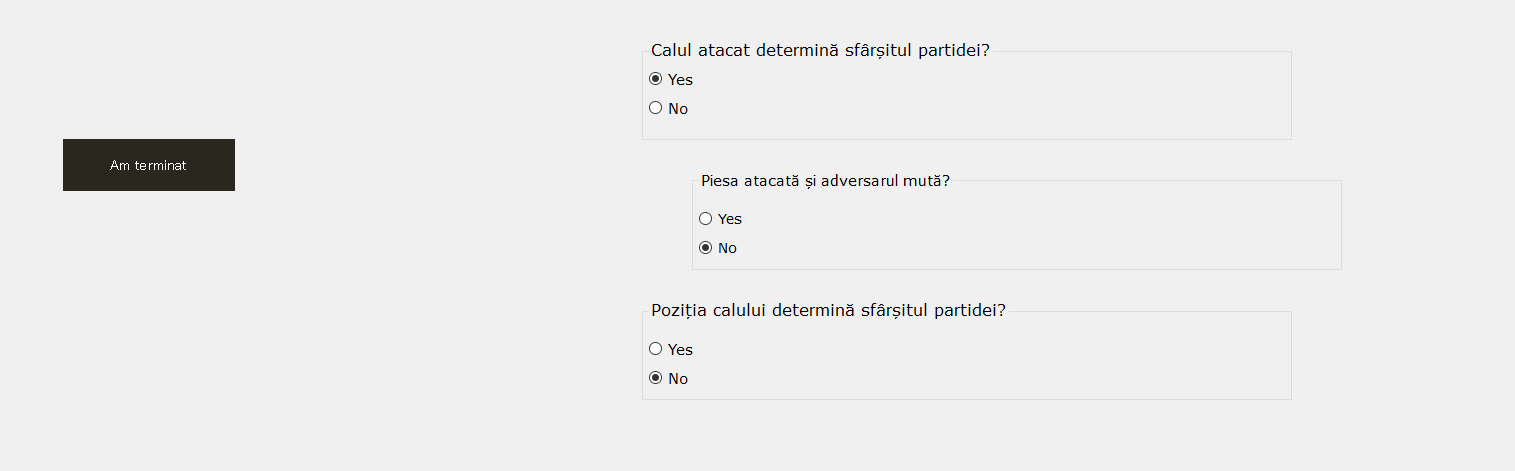 Calul atacat determină sfârșitul partidei?
Yes
No
Am terminat
Piesa atacată și adversarul mută?
Yes
No
Poziția calului determină sfârșitul partidei?
Yes
No